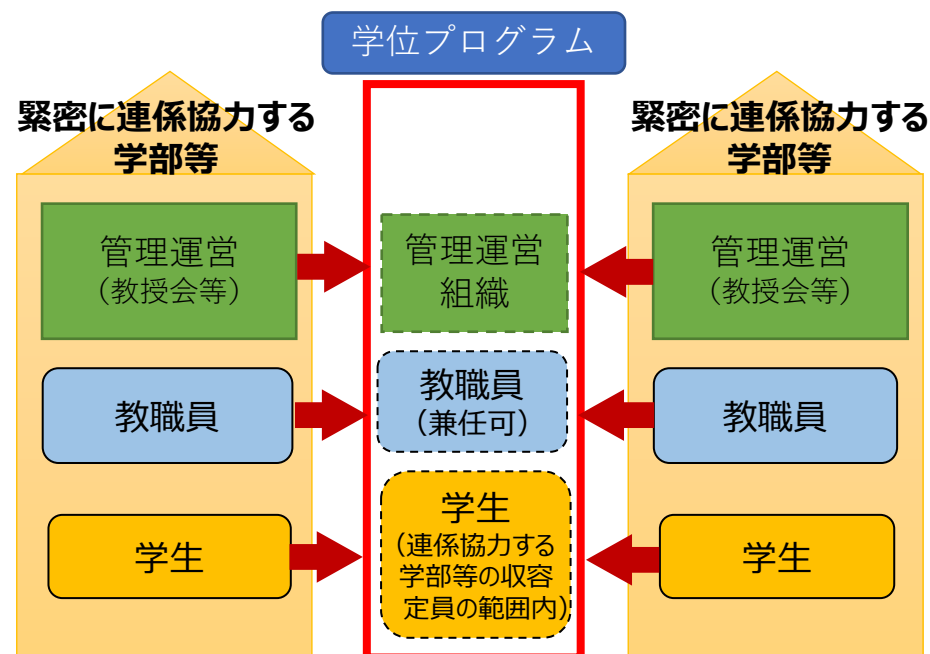 学位プログラム
緊密に連係協力する
学部等
緊密に連係協力する
学部等
管理運営
（教授会等）
管理運営
組織
管理運営
（教授会等）
教職員
教職員
（兼任可）
教職員
学生
学生
（連係協力する
学部等の収容
定員の範囲内）
学生